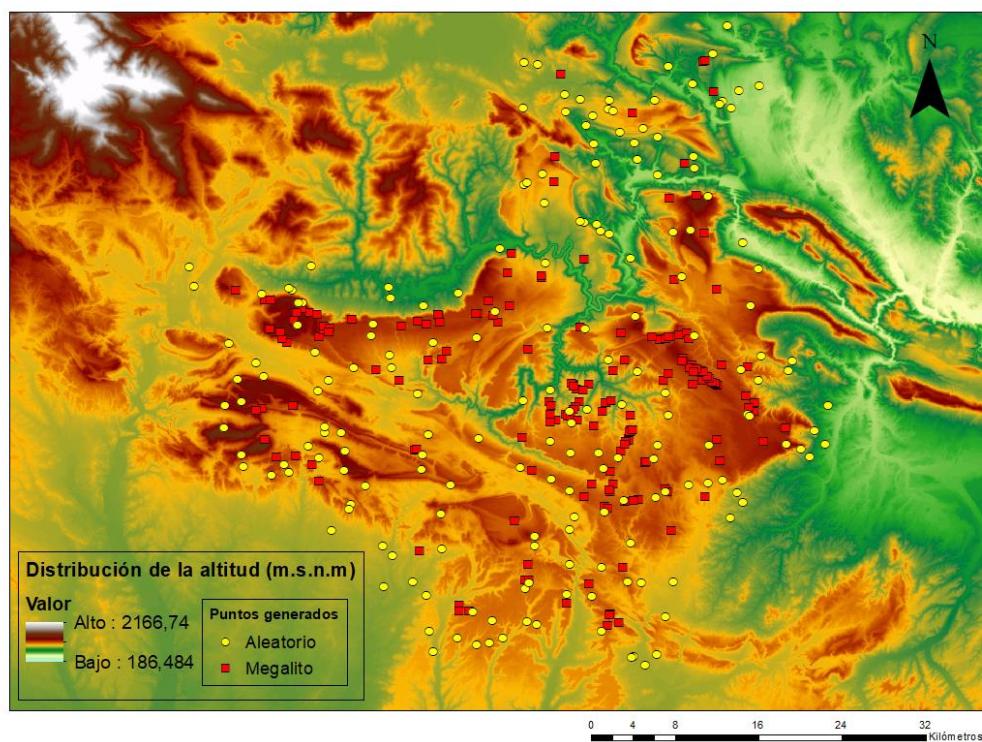 N
Distribución de la altitud (m.s.n.m)
Valor
Alto : 2166,74
Bajo : 186,484
Puntos generados
Aleatorio
Megalito
0 4 8 16 24 32
Kilómetros